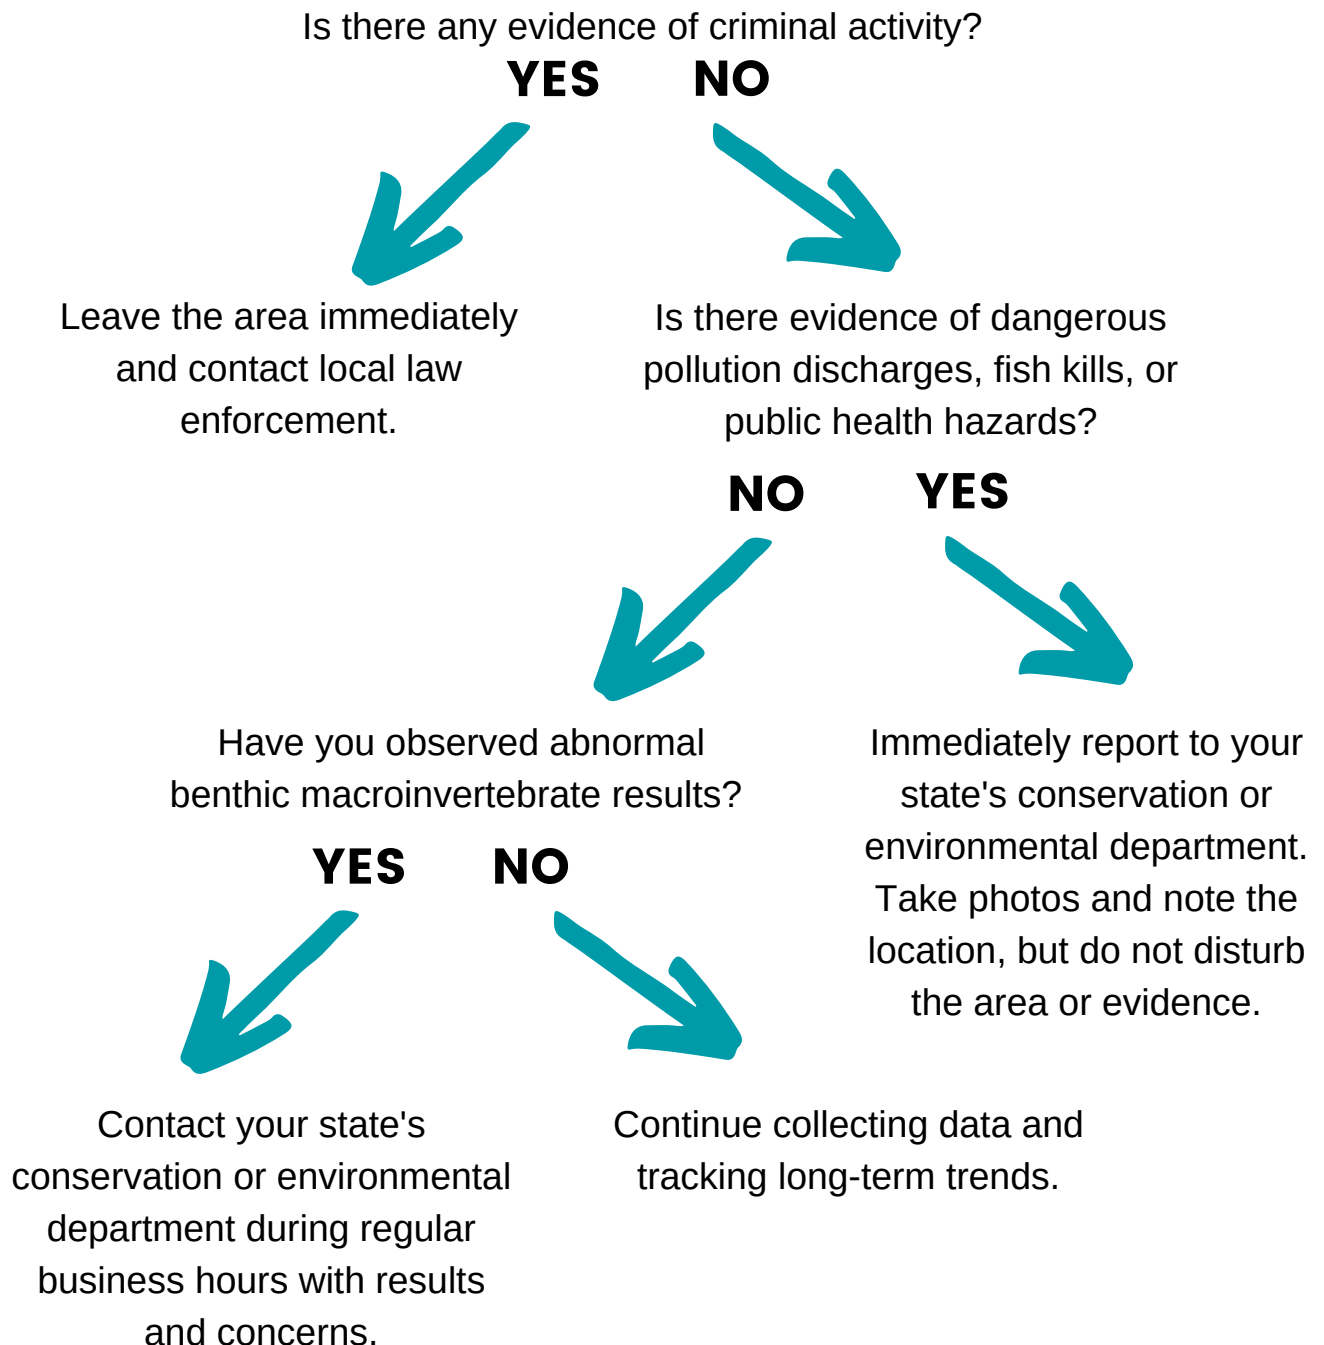 Is there any evidence of criminal activity?
YES NO
Leave the area immediately
and contact local law
enforcement.
Is there evidence of dangerous
pollution discharges, fish kills, or
public health hazards?
NO YES
Have you observed abnormal
benthic macroinvertebrate results?
YES NO
Immediately report to your
state's conservation or
environmental department.
Take photos and note the
location, but do not disturb
the area or evidence.
Contact your state's
conservation or environmental
department during regular
business hours with results
and concerns.
Continue collecting data and
tracking long-term trends.